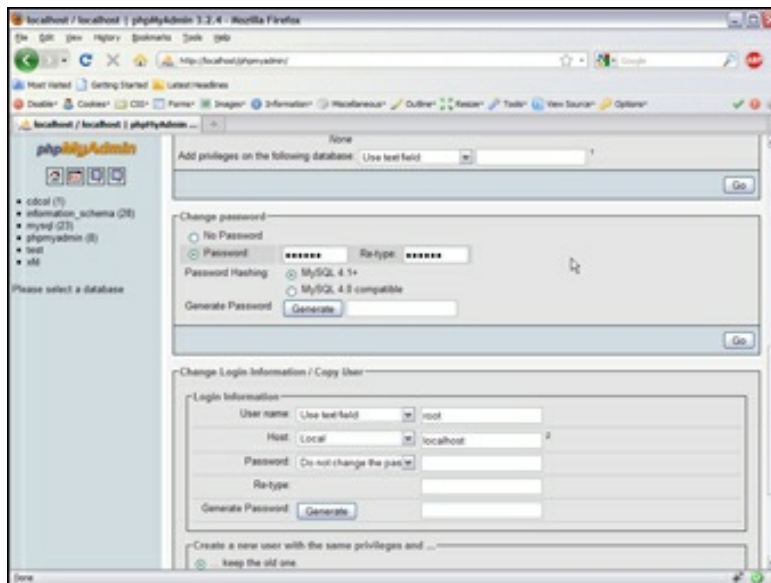 localhost / localhost | phpMyAdmin 3.2.4 - Mozilla Firefox
File Edit View History Bookmarks Tools Help
http://localhost/phpmyadmin/
Google
Most Visited Getting Started Latest Headlines
Disable Cookies CSS Forms Images Information Miscellaneous Outline Resize Tools View Source Options
localhost / localhost | phpMyAdmin ...
phpMyAdmin
cdcol (1)
information_schema (28)
mysql (23)
phpmyadmin (8)
test
Please select a database
None
Add privileges on the following database: Use text field
Go
Change password
No Password
Password: Re-type:
Password Hashing: MySQL 4.1+
MySQL 4.0 compatible
Generate Password: Generate
Go
Change Login Information / Copy User
Login Information
User name: Use text field root
Host: Local localhost 2
Password: Do not change the pas
Re-type:
Generate Password: Generate
Create a new user with the same privileges and ...
... keep the old one.
Done